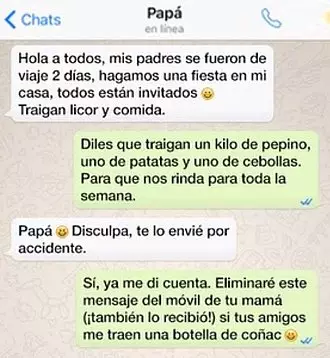 Chats
Papá
en línea
Hola a todos, mis padres se fueron de
viaje 2 días, hagamos una fiesta en mi
casa, todos están invitados 😄
Traigan licor y comida.
Diles que traigan un kilo de pepino,
uno de patatas y uno de cebollas.
Para que nos rinda para toda la
semana.
Papá 😄 Disculpa, te lo envié por
accidente.
Sí, ya me di cuenta. Eliminaré este
mensaje del móvil de tu mamá
(¡también lo recibió!) si tus amigos
me traen una botella de coñac 😄